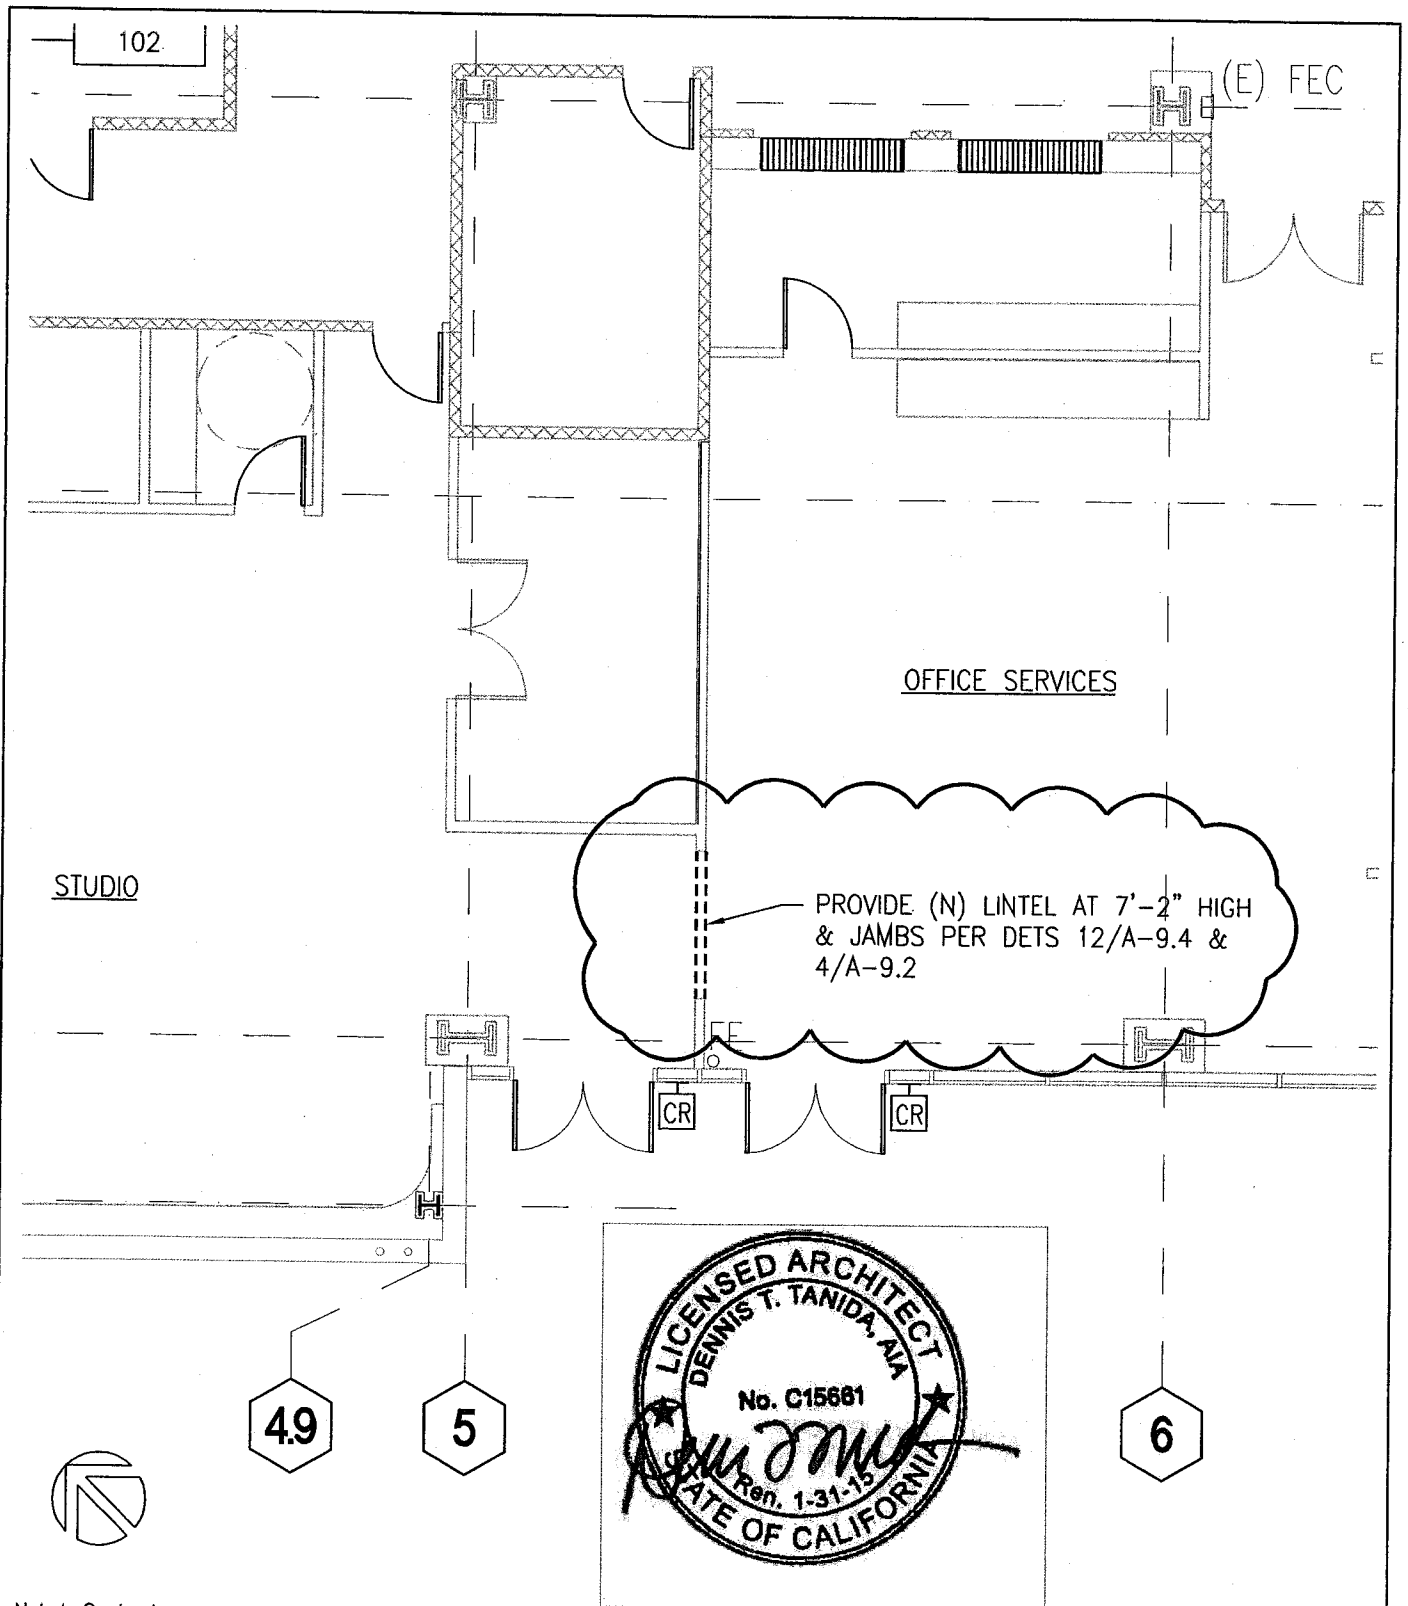 102
(E) FEC
OFFICE SERVICES
STUDIO
PROVIDE (N) LINTEL AT 7'-2" HIGH
& JAMBS PER DETS 12/A-9.4 &
4/A-9.2
FE
CR
CR
4.9
5
6
LICENSED ARCHITECT
DENNIS T. TANIDA, AIA
No. C15661
Ren. 1-31-15
STATE OF CALIFORNIA